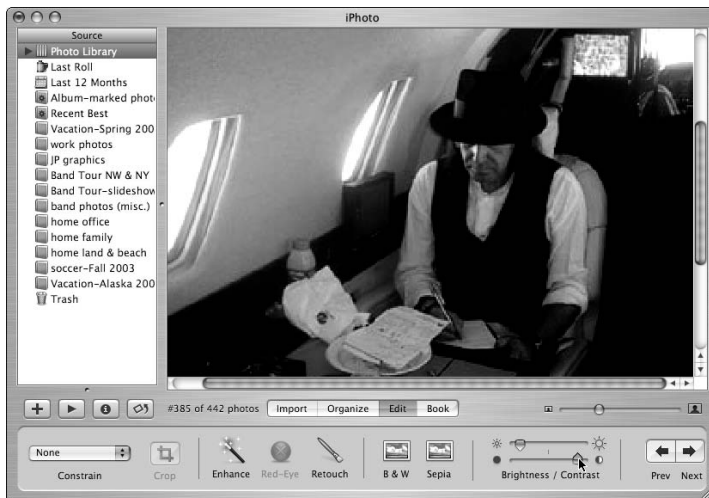 iPhoto
Source
Photo Library
Last Roll
Last 12 Months
Album-marked phot
Recent Best
Vacation-Spring 200
work photos
JP graphics
Band Tour NW & NY
Band Tour-slideshow
band photos (misc.)
home office
home family
home land & beach
soccer-Fall 2003
Vacation-Alaska 200
Trash
#385 of 442 photos Import Organize Edit Book
None
Constrain Crop Enhance Red-Eye Retouch B & W Sepia Brightness / Contrast Prev Next